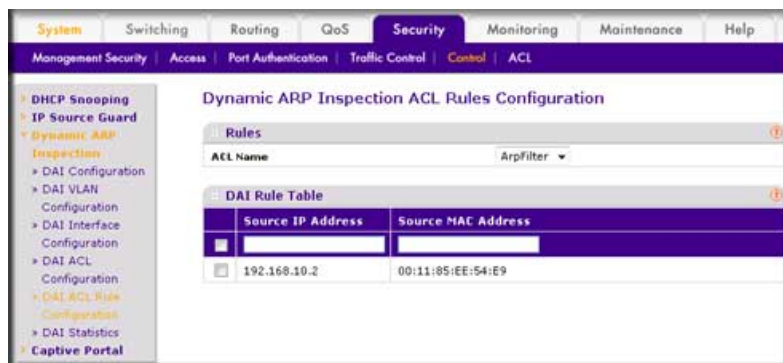 System Switching Routing QoS Security Monitoring Maintenance Help
Management Security | Access | Port Authentication | Traffic Control | Control | ACL
DHCP Snooping
IP Source Guard
Dynamic ARP
Inspection
DAI Configuration
DAI VLAN
Configuration
DAI Interface
Configuration
DAI ACL
Configuration
DAI ACL Rule
Configuration
DAI Statistics
Captive Portal
Dynamic ARP Inspection ACL Rules Configuration
Rules
ACL Name ArpFilter
DAI Rule Table
Source IP Address Source MAC Address
192.168.10.2 00:11:85:EE:54:E9